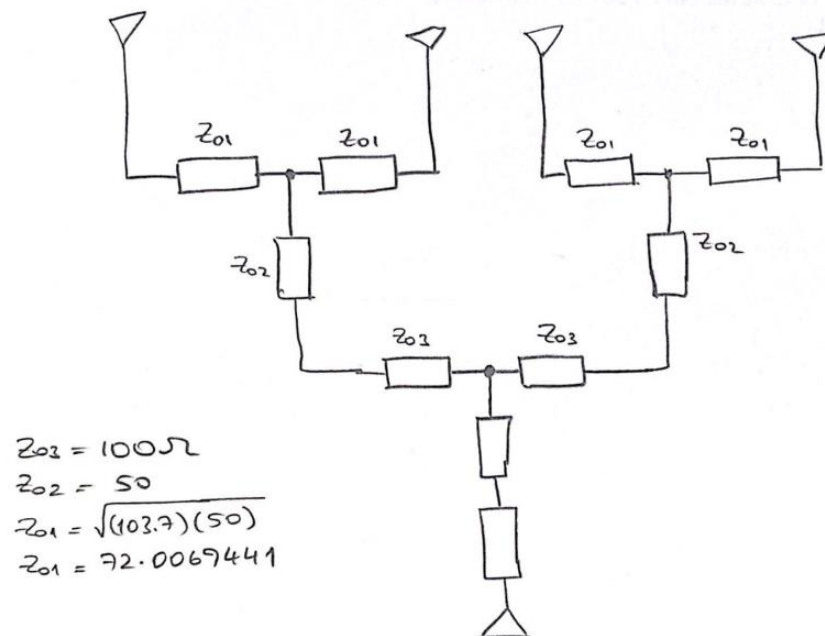 Z01 Z01 Z01 Z01
Z02 Z02
Z03 Z03
Z03 = 100Ω
Z02 = 50
Z01 = √(103.7)(50)
Z01 = 72.0069441